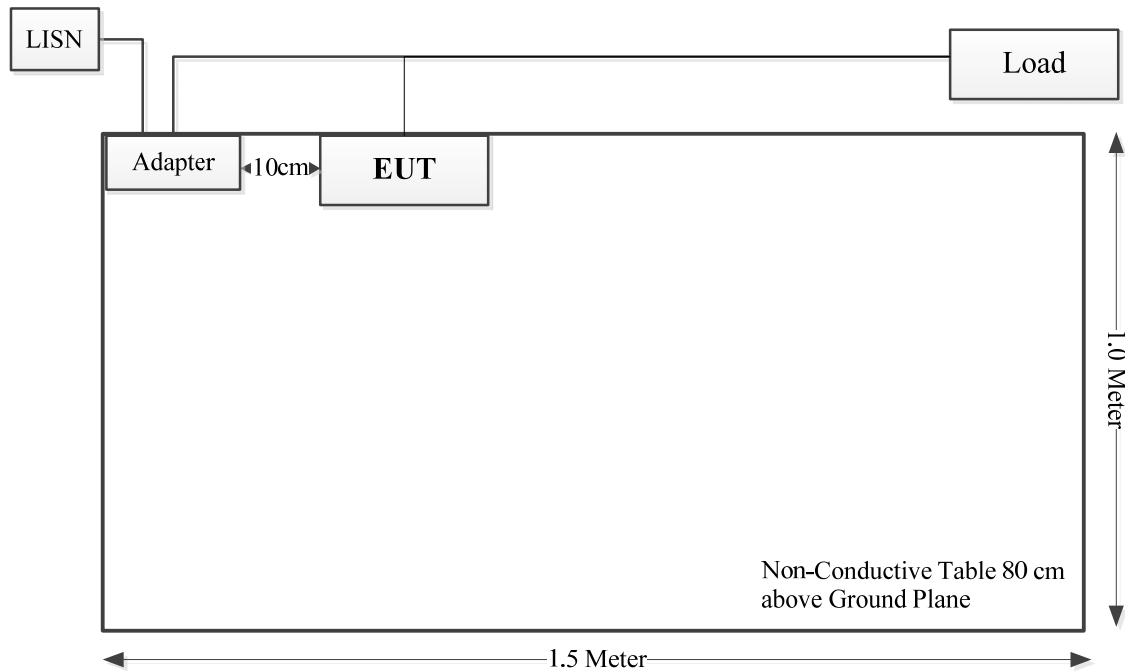 LISN
Load
Adapter
10cm
EUT
1.0 Meter
Non-Conductive Table 80 cm
above Ground Plane
1.5 Meter